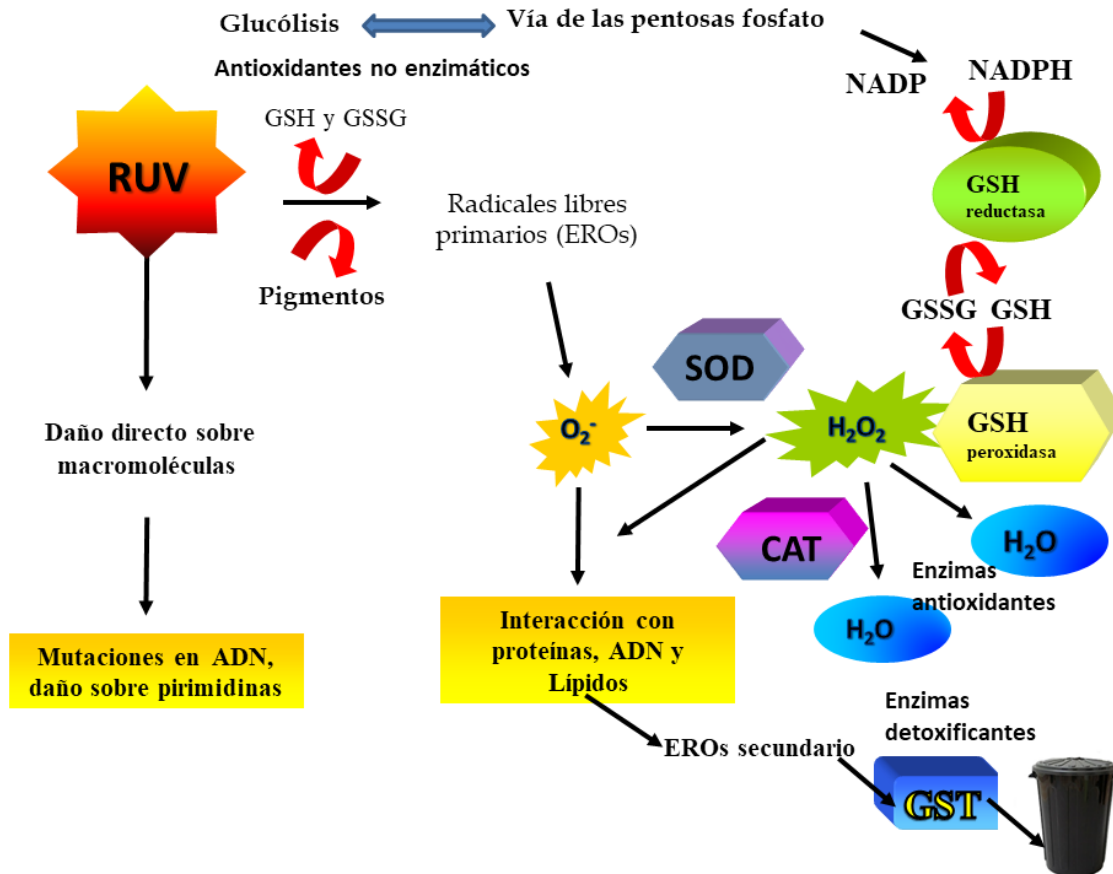 Glucólisis
Vía de las pentosas fosfato
Antioxidantes no enzimáticos
NADP
NADPH
GSH y GSSG
RUV
GSH
reductasa
Radicales libres
primarios (EROs)
Pigmentos
GSSG GSH
SOD
O₂⁻
H₂O₂
GSH
peroxidasa
Daño directo sobre
macromoléculas
CAT
H₂O
Enzimas
antioxidantes
H₂O
Interacción con
proteínas, ADN y
Lípidos
Mutaciones en ADN,
daño sobre pirimidinas
Enzimas
detoxificantes
EROs secundario
GST